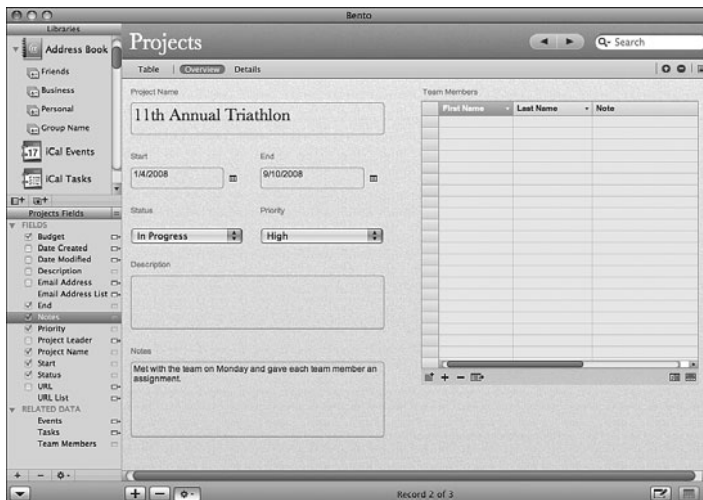 Bento
Libraries
Address Book
Friends
Business
Personal
Group Name
17 iCal Events
iCal Tasks
Projects Fields
FIELDS
Budget
Date Created
Date Modified
Description
Email Address
Email Address List
End
Notes
Priority
Project Leader
Project Name
Start
Status
URL
URL List
RELATED DATA
Events
Tasks
Team Members
Projects
Search
Table
Overview
Details
Project Name
11th Annual Triathlon
Start
End
1/4/2008
9/10/2008
Status
Priority
In Progress
High
Description
Notes
Met with the team on Monday and gave each team member an
assignment.
Team Members
First Name
Last Name
Note
Record 2 of 3